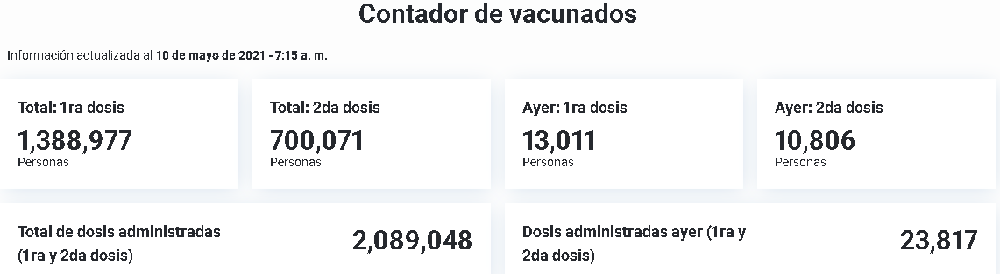 Contador de vacunados
Información actualizada al 10 de mayo de 2021 - 7:15 a. m.
Total: 1ra dosis
1,388,977
Personas
Total: 2da dosis
700,071
Personas
Ayer: 1ra dosis
13,011
Personas
Ayer: 2da dosis
10,806
Personas
Total de dosis administradas
(1ra y 2da dosis)
2,089,048
Dosis administradas ayer (1ra y
2da dosis)
23,817